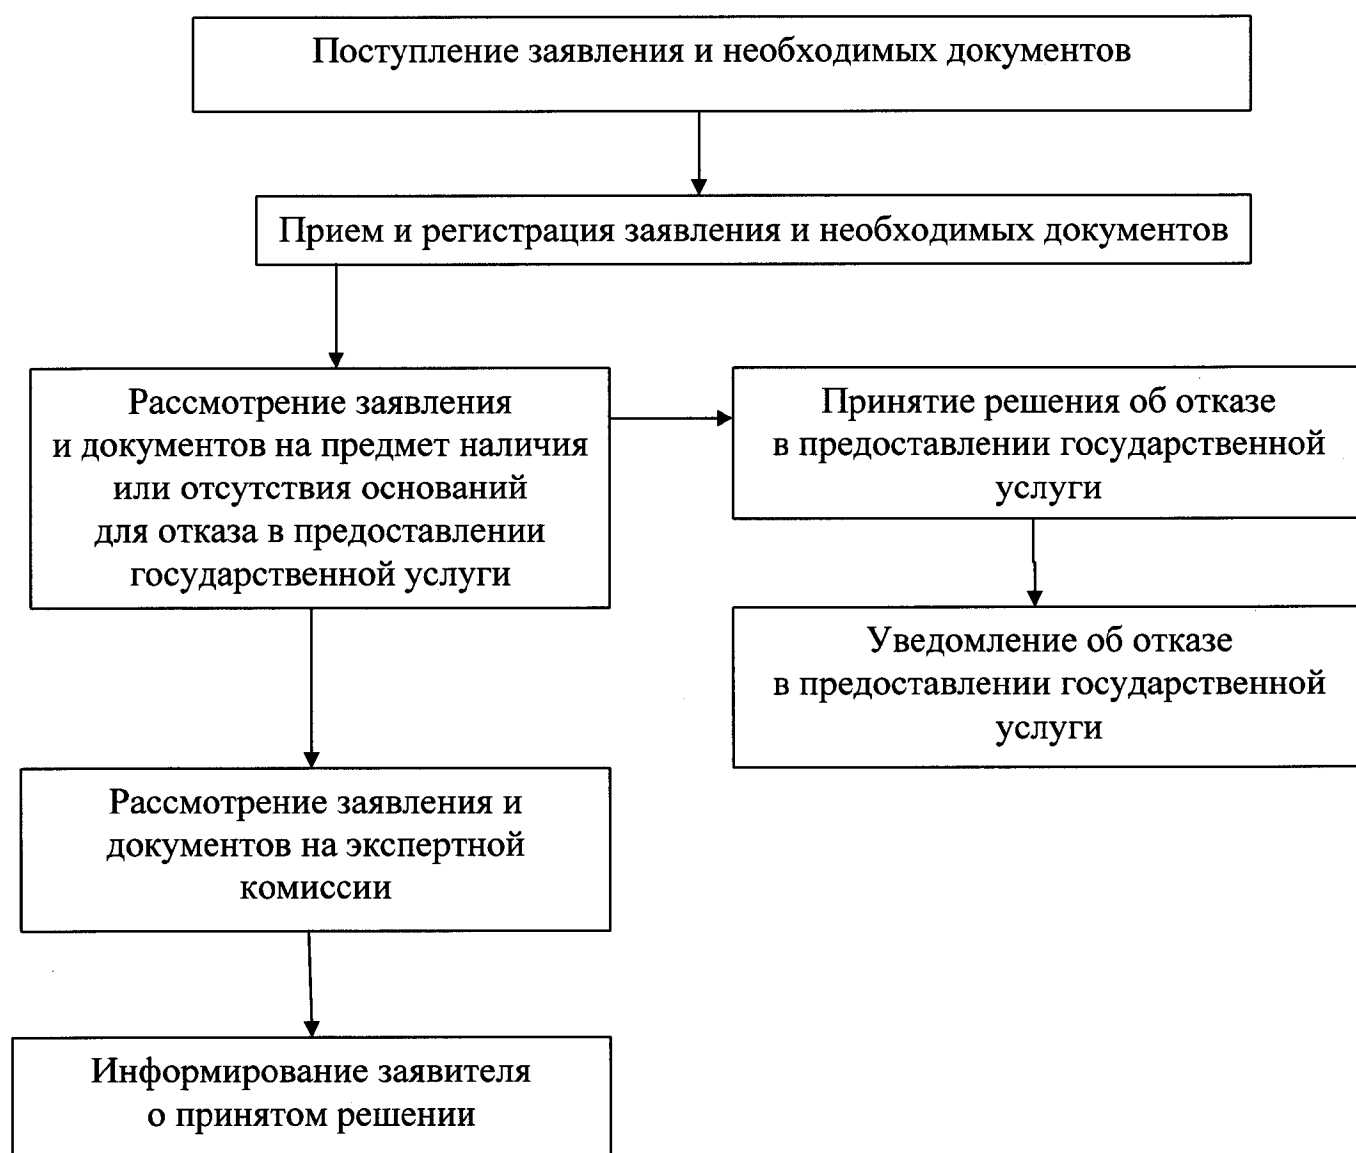 Поступление заявления и необходимых документов
Прием и регистрация заявления и необходимых документов
Рассмотрение заявления
и документов на предмет наличия
или отсутствия оснований
для отказа в предоставлении
государственной услуги
Принятие решения об отказе
в предоставлении государственной
услуги
Уведомление об отказе
в предоставлении государственной
услуги
Рассмотрение заявления и
документов на экспертной
комиссии
Информирование заявителя
о принятом решении